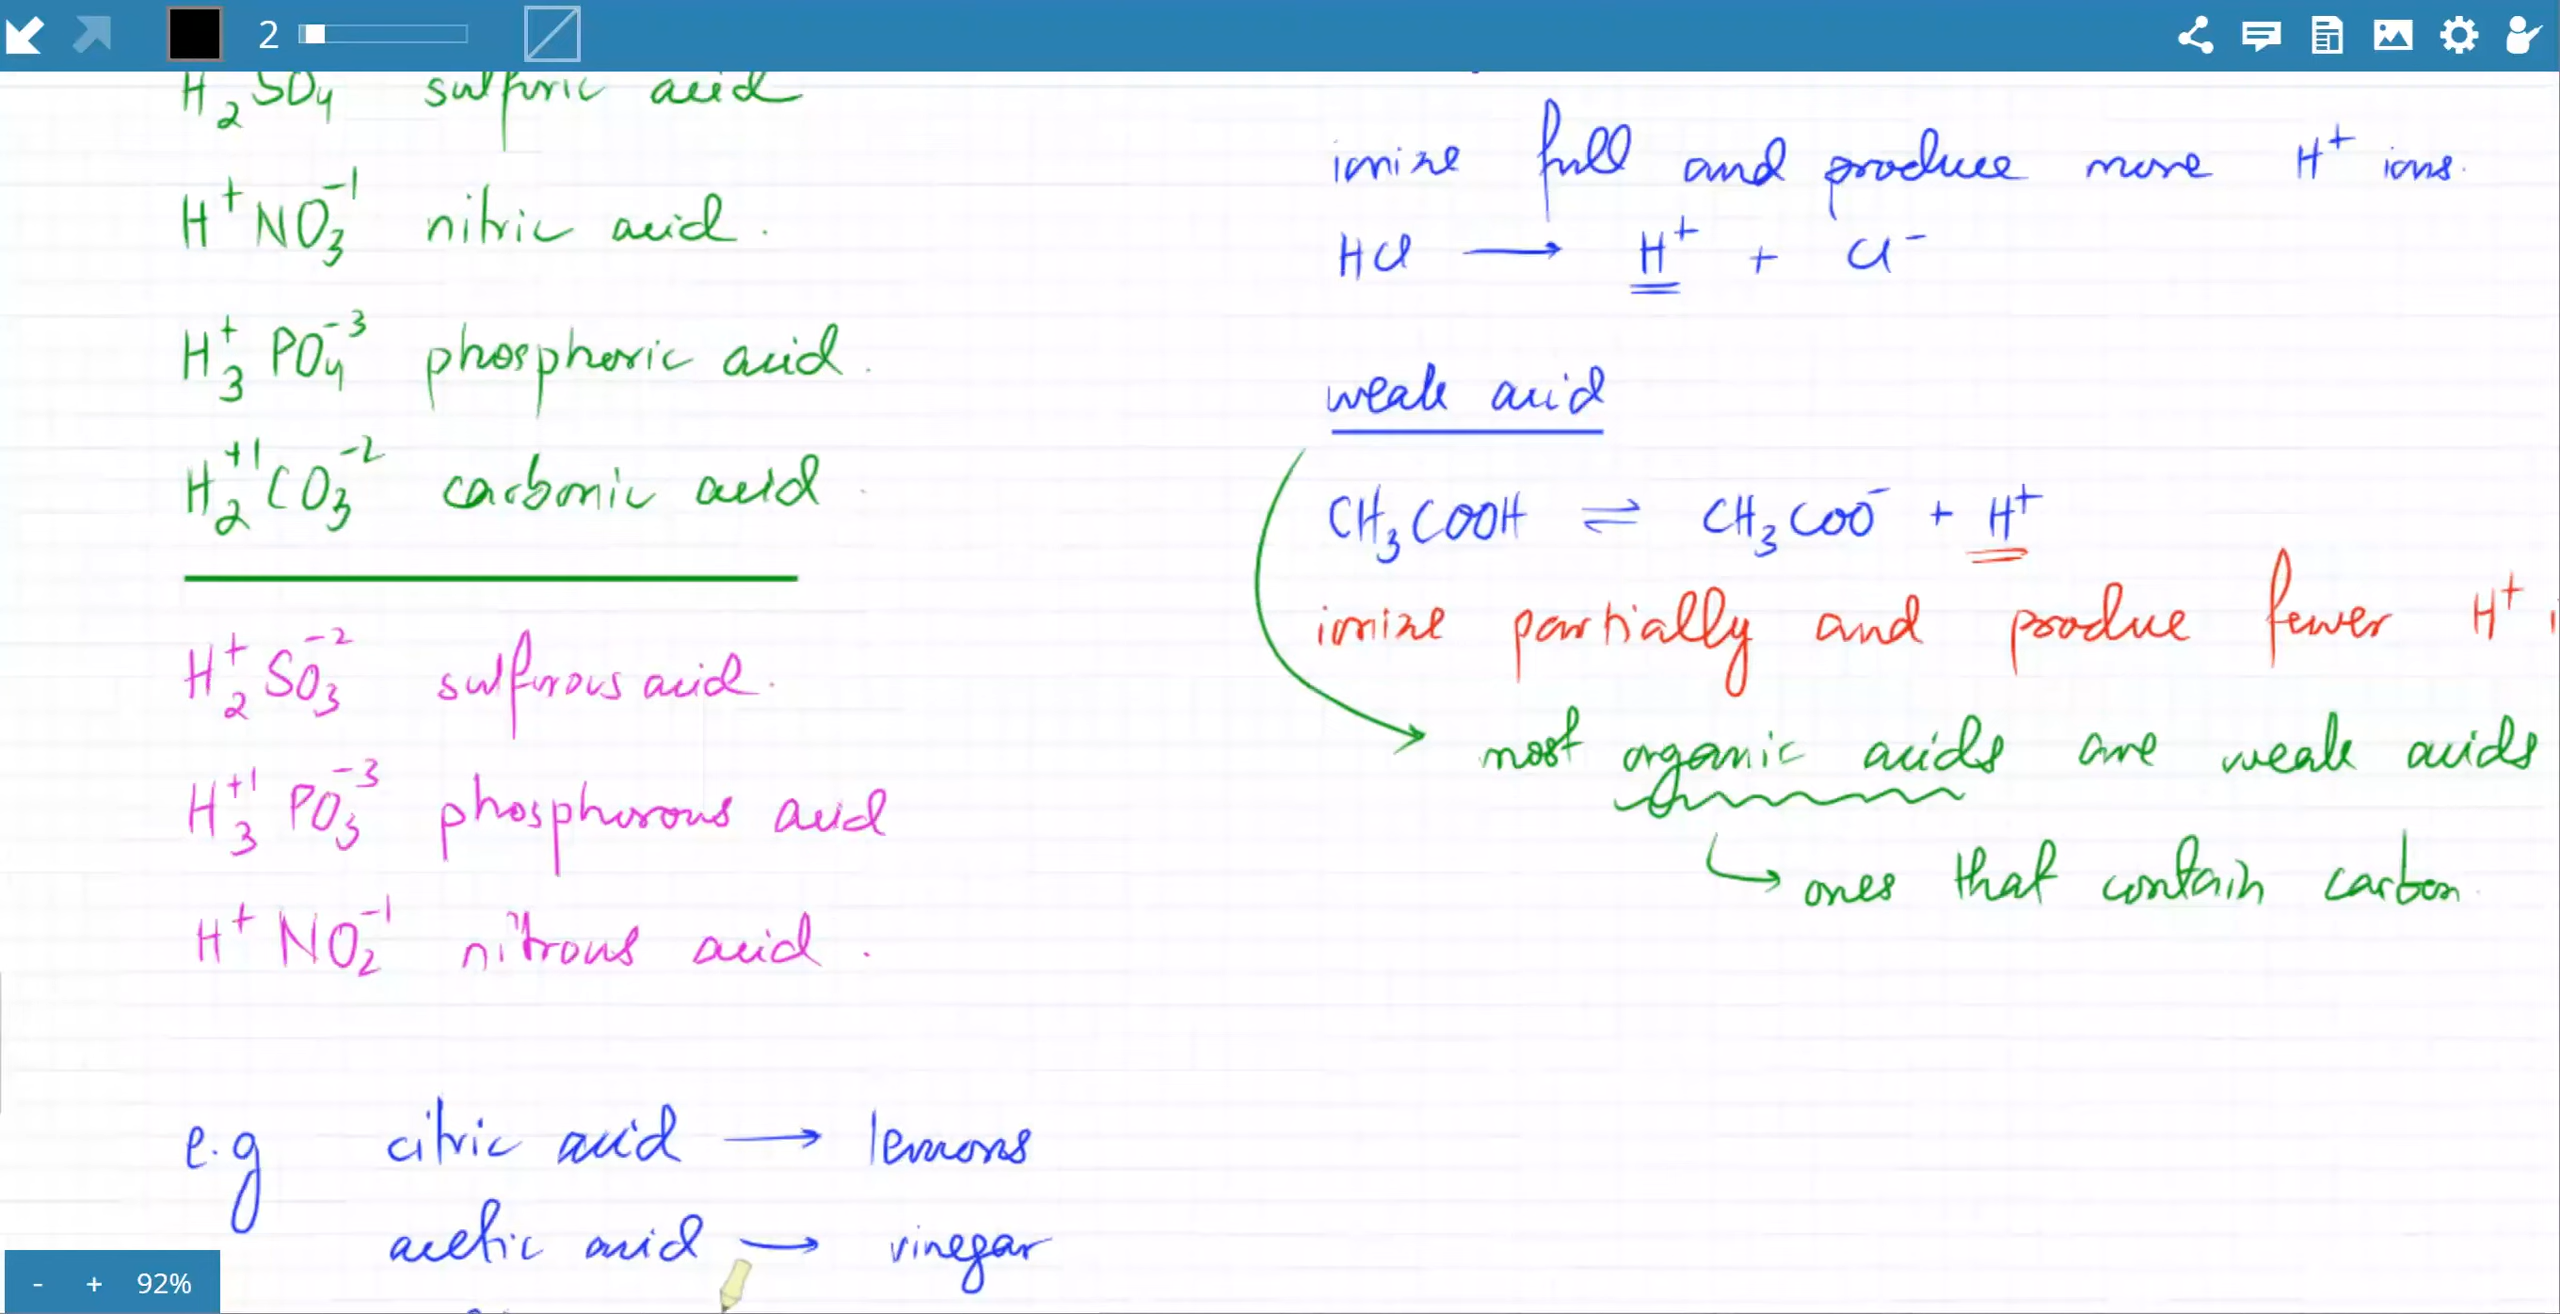 2
H₂SO₄ sulfuric acid
H⁺NO₃⁻¹ nitric acid.
H₃⁺PO₄⁻³ phosphoric acid.
H₂⁺¹CO₃⁻² carbonic acid
H₂⁺SO₃⁻² sulfurous acid.
H₃⁺¹PO₃⁻³ phosphorous acid
H⁺NO₂⁻¹ nitrous acid.
e.g citric acid → lemons
acetic acid → vinegar
ionize full and produce more H⁺ ions.
HCl → H⁺ + Cl⁻
weak acid
CH₃COOH ⇌ CH₃COO⁻ + H⁺
ionize partially and produce fewer H⁺
most organic acids are weak acids
ones that contain carbon.
- + 92%